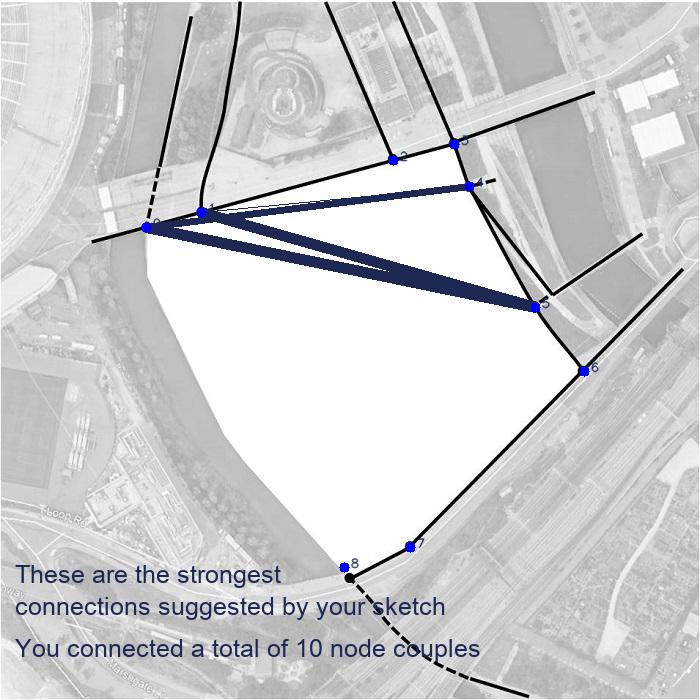 2
3
4
0
1
5
6
7
8
Loop Rd
These are the strongest
connections suggested by your sketch
You connected a total of 10 node couples
Marshgate